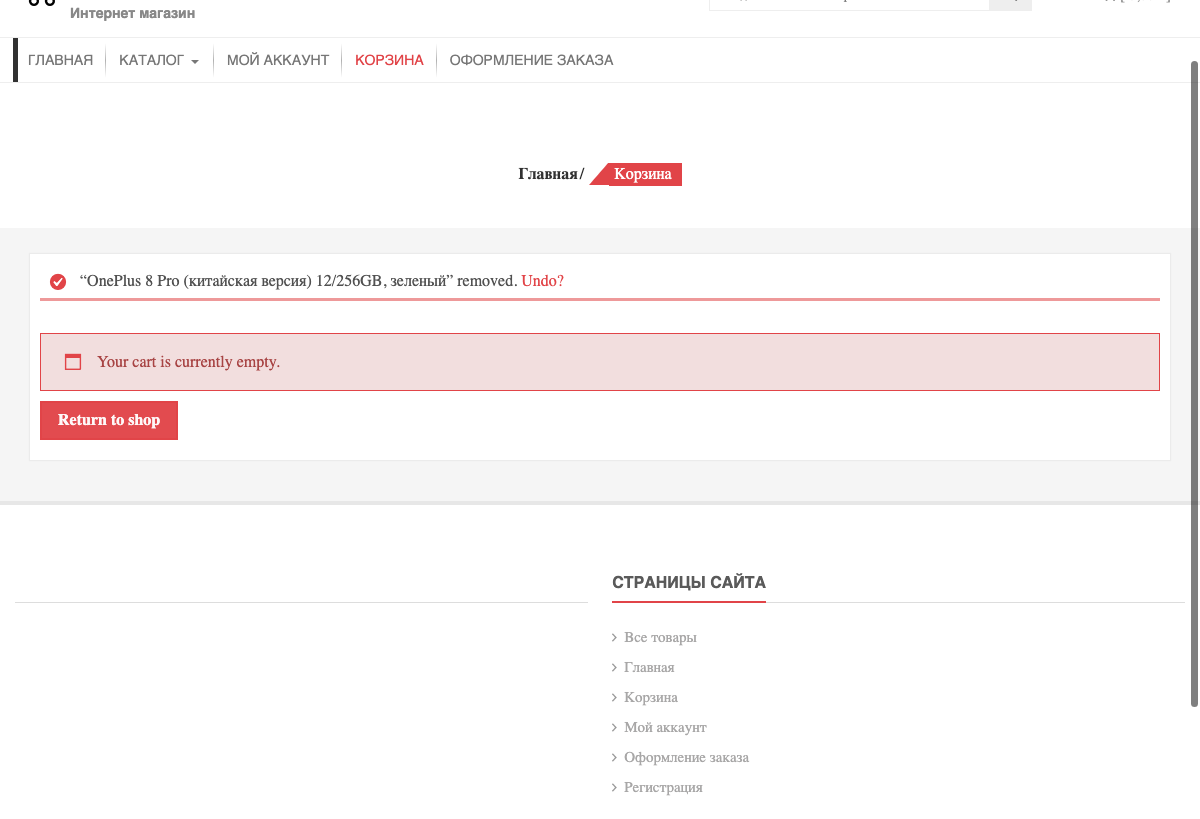 Интернет магазин
ГЛАВНАЯ КАТАЛОГ МОЙ АККАУНТ КОРЗИНА ОФОРМЛЕНИЕ ЗАКАЗА
Главная/ Корзина
“OnePlus 8 Pro (китайская версия) 12/256GB, зеленый” removed. Undo?
Your cart is currently empty.
Return to shop
СТРАНИЦЫ САЙТА
Все товары
Главная
Корзина
Мой аккаунт
Оформление заказа
Регистрация